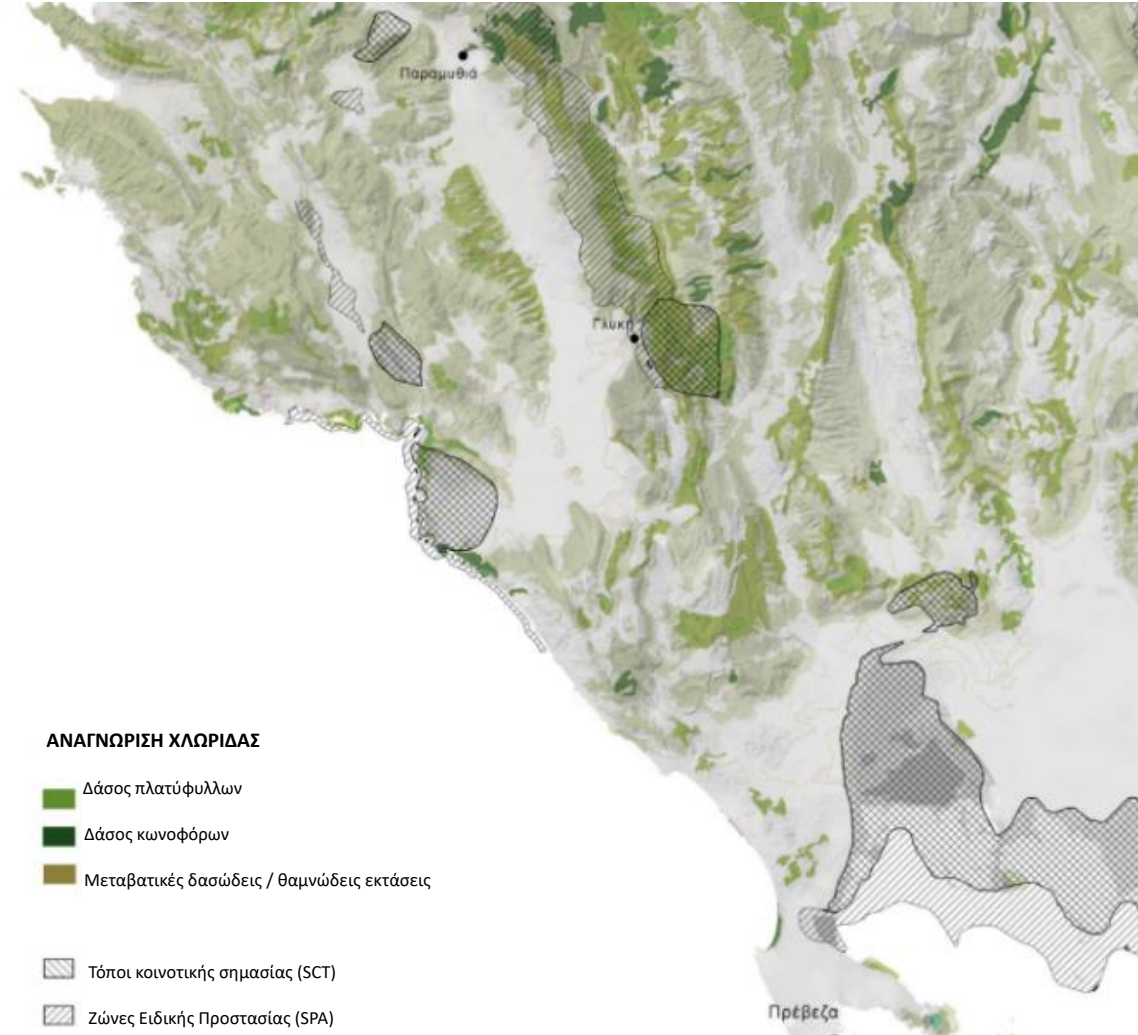 Παραμυθιά
Γλυκή
ΑΝΑΓΝΩΡΙΣΗ ΧΛΩΡΙΔΑΣ
Δάσος πλατύφυλλων
Δάσος κωνοφόρων
Μεταβατικές δασώδεις / θαμνώδεις εκτάσεις
Τόποι κοινοτικής σημασίας (SCT)
Ζώνες Ειδικής Προστασίας (SPA)
Πρέβεζα